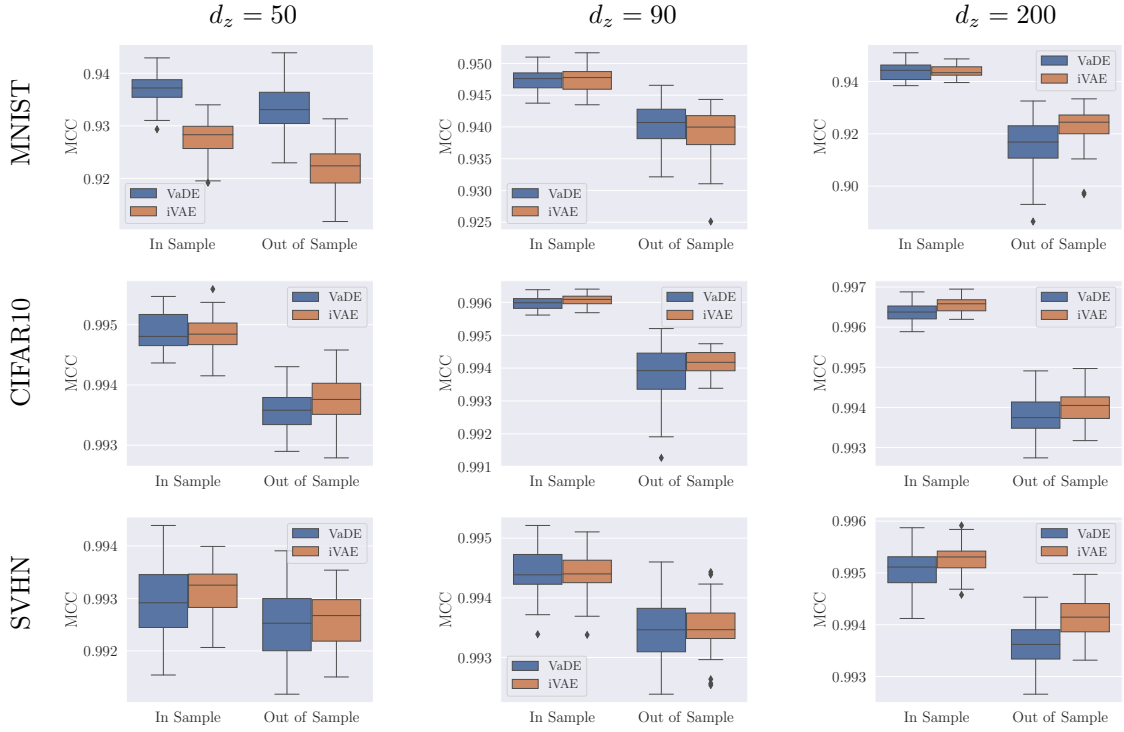 d_z = 50
d_z = 90
d_z = 200
MNIST
MCC
0.94
0.93
0.92
VaDE
iVAE
In Sample
Out of Sample
MCC
0.950
0.945
0.940
0.935
0.930
0.925
VaDE
iVAE
In Sample
Out of Sample
MCC
0.94
0.92
0.90
VaDE
iVAE
In Sample
Out of Sample
CIFAR10
MCC
0.995
0.994
0.993
VaDE
iVAE
In Sample
Out of Sample
MCC
0.996
0.995
0.994
0.993
0.992
0.991
VaDE
iVAE
In Sample
Out of Sample
MCC
0.997
0.996
0.995
0.994
0.993
VaDE
iVAE
In Sample
Out of Sample
SVHN
MCC
0.994
0.993
0.992
VaDE
iVAE
In Sample
Out of Sample
MCC
0.995
0.994
0.993
VaDE
iVAE
In Sample
Out of Sample
MCC
0.996
0.995
0.994
0.993
VaDE
iVAE
In Sample
Out of Sample